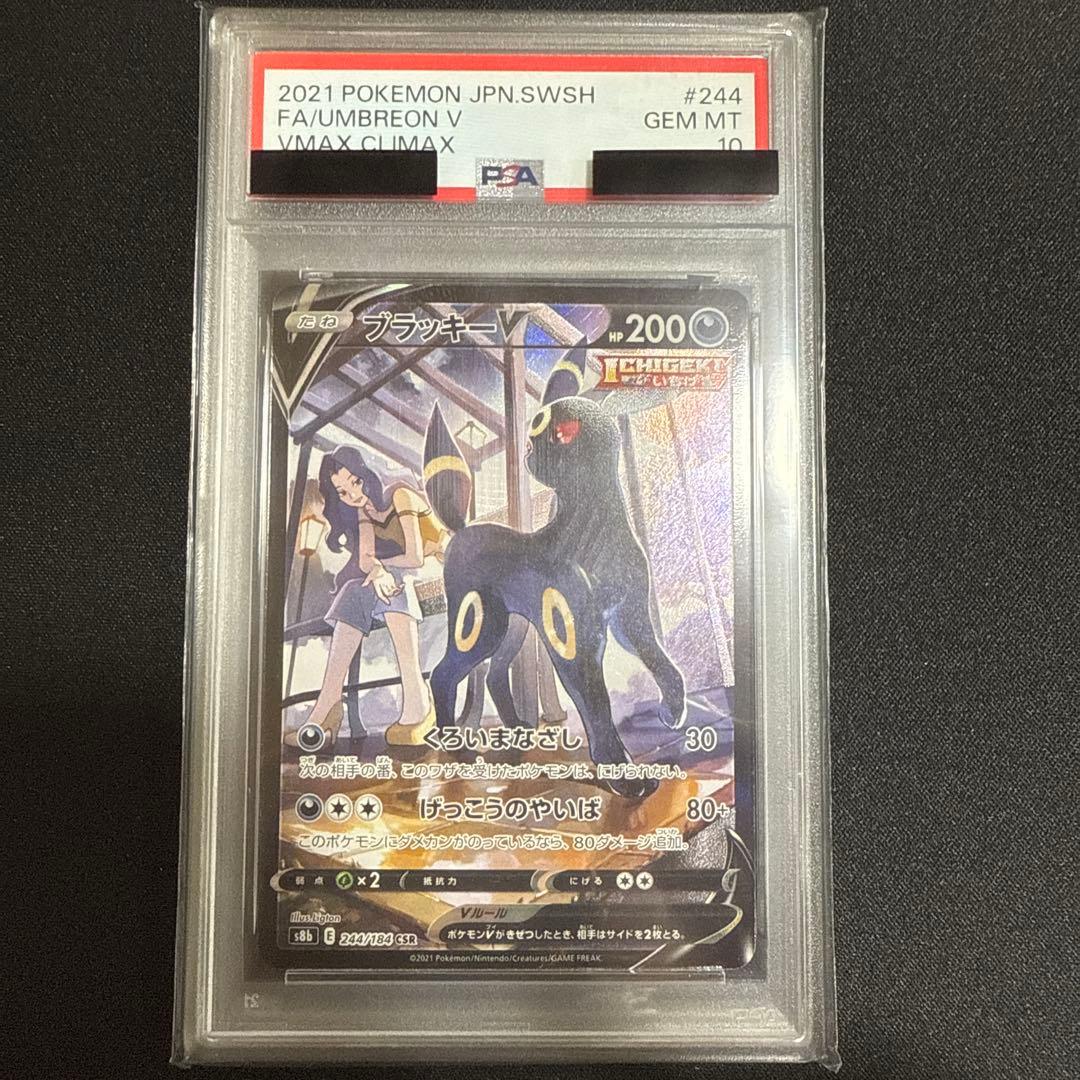 2021 POKEMON JPN.SWSH #244
FA/UMBREON V GEM MT
VMAX CLIMAX 10
PSA
たね ブラッキーV HP 200
ICHIGEKI
いちげき
くろいまなざし 30
次の相手の番、このワザを受けたポケモンは、にげられない。
げっこうのやいば 80+
このポケモンにダメカンがのっているなら、80ダメージ追加。
弱点 ×2 抵抗力 にげる
Illus. Ligton
Vルール
s8b E 244/184 CSR ポケモンVがきぜつしたとき、相手はサイドを2枚とる。
©2021 Pokémon/Nintendo/Creatures/GAME FREAK.